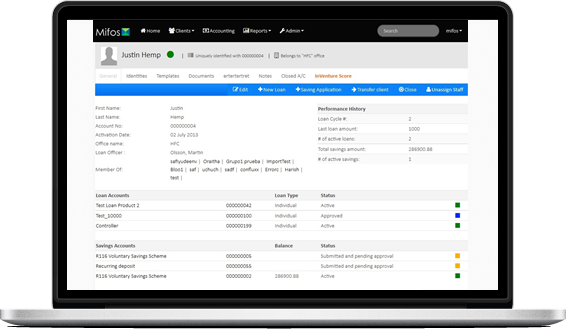 Mifos Home Clients Accounting Reports Admin Search mifos
Justin Hemp Uniquely identified with 000000004 Belongs to "HFC" office
General Identities Templates Documents ertertertret Notes Closed A/C InVenture Score
Edit +New Loan +Saving Application +Transfer client Close Unassign Staff
First Name: Justin
Last Name: Hemp
Account No: 000000004
Activation Date: 02 July 2013
Office name: HFC
Loan Officer : Olsson, Martin
Member Of: safiyudeenv | Oraitha | Grupo1 prueba | ImportTest |
Bloo1 | saf | uchuch | sadf | confiuxx | Errort | Harish |
test |
Performance History
Loan Cycle #: 2
Last loan amount: 1000
# of active loans: 2
Total savings amount: 286900.88
# of active savings: 1
Loan Accounts Loan Type Status
Test Loan Product 2 000000042 Individual Active
Test_10000 000000100 Individual Approved
Controller 000000199 Individual Active
Savings Accounts Balance Status
R116 Voluntary Savings Scheme Submitted and pending approval
Recurring deposit Submitted and pending approval
R116 Voluntary Savings Scheme 000000002 286900.88 Active